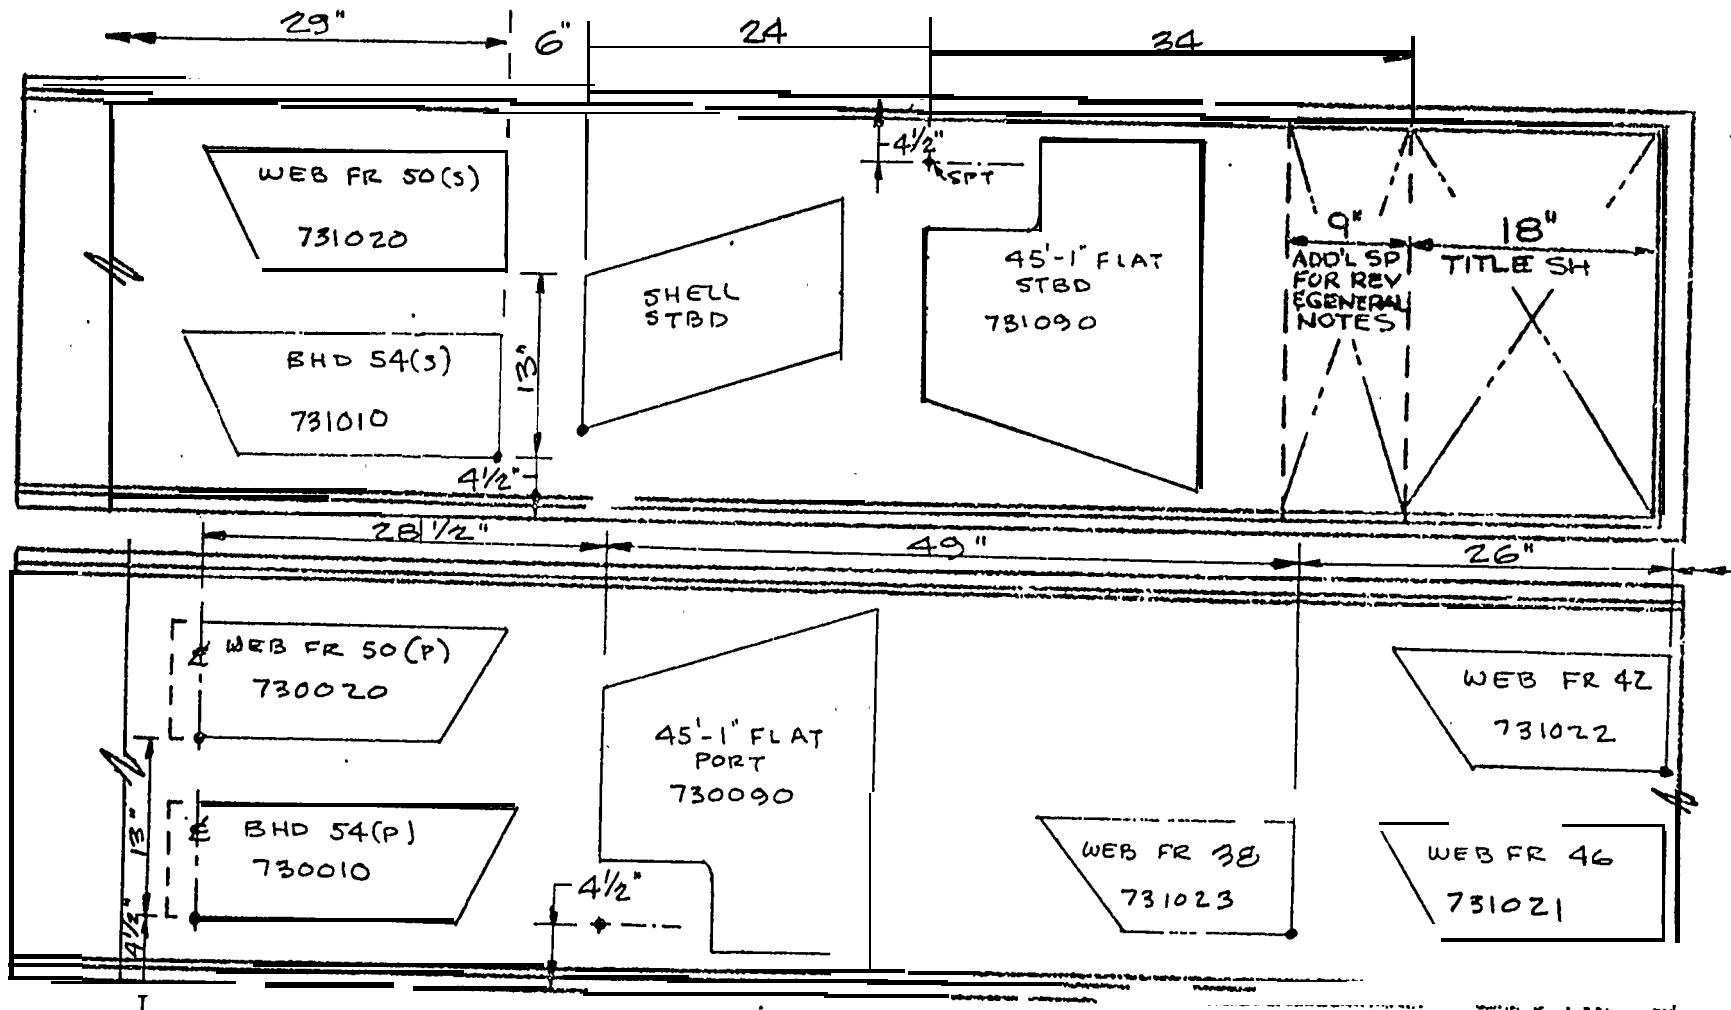 29"
6"
24
34
4½"
SPT
WEB FR 50(S)
731020
SHELL
STBD
45'-1" FLAT
STBD
731090
9"
ADD'L SP
FOR REV
EGENERAL
NOTES
18"
TITLE SH
BHD 54(S)
731010
13"
4½"
28 1/2"
49"
26"
WEB FR 50(P)
730020
45'-1" FLAT
PORT
730090
WEB FR 42
731022
13"
BHD 54(P)
730010
4½"
4½"
WEB FR 38
731023
WEB FR 46
731021